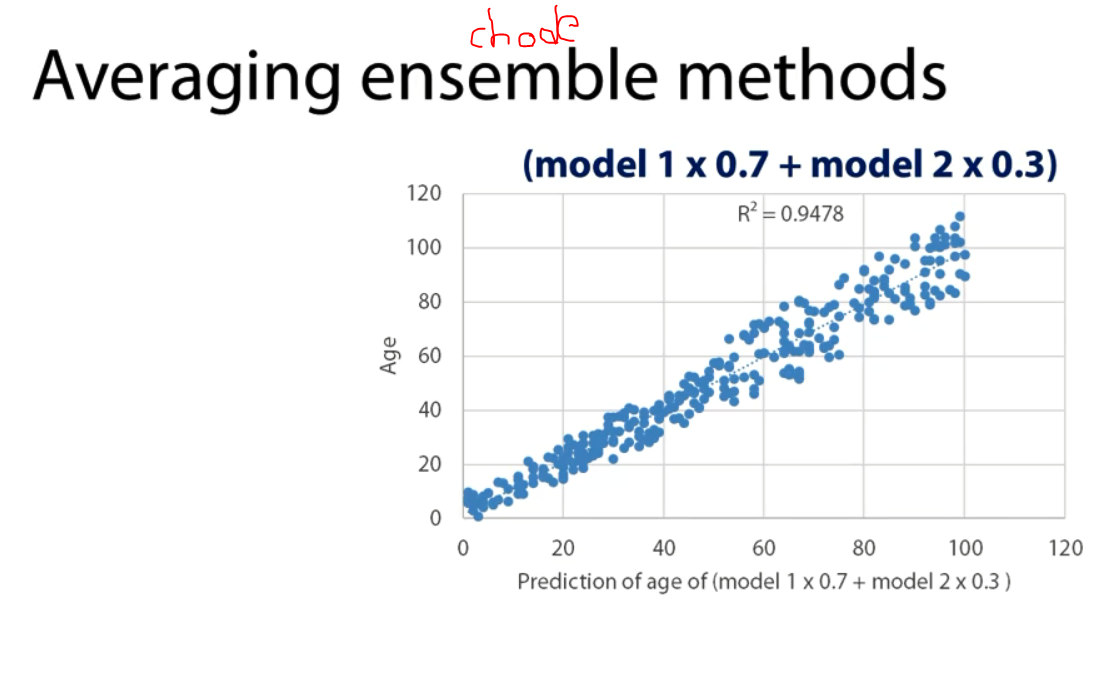 chook
Averaging ensemble methods
(model 1 x 0.7 + model 2 x 0.3)
R² = 0.9478
120
100
80
60
40
20
0
Age
0 20 40 60 80 100 120
Prediction of age of (model 1 x 0.7 + model 2 x 0.3 )